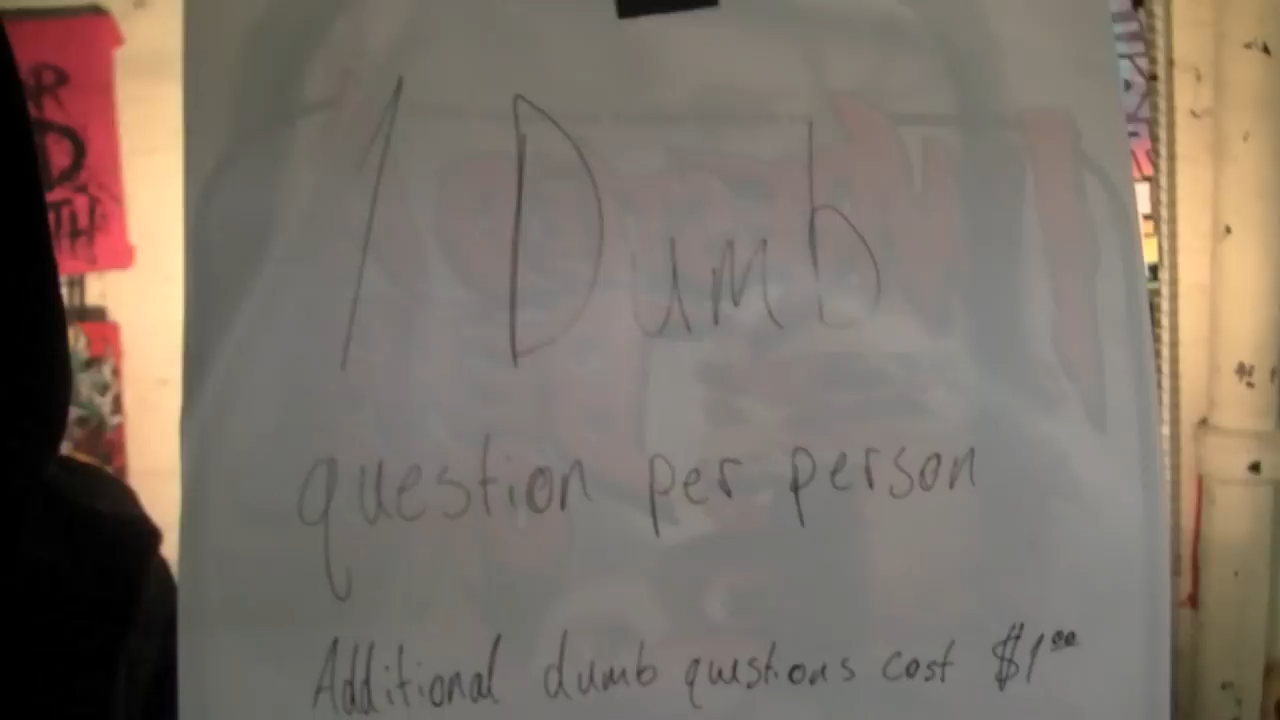 1 Dumb
question per person
Additional dumb questions cost $1.00